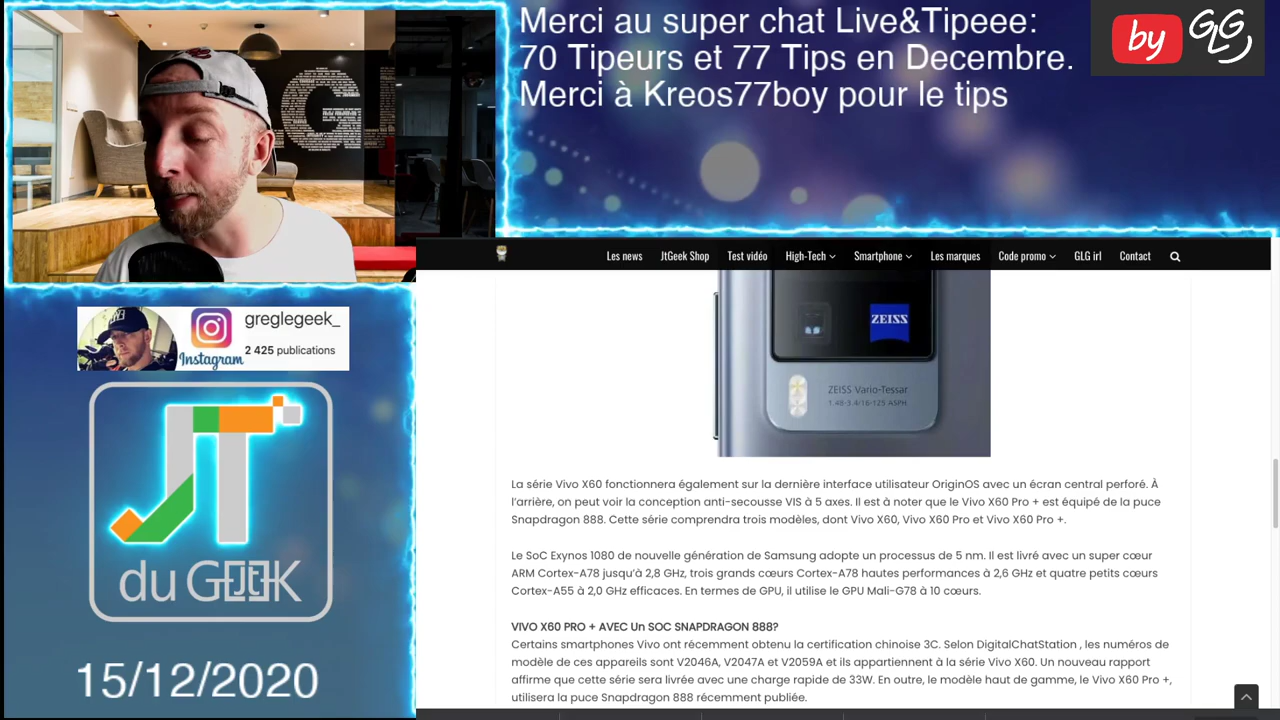 Merci au super chat Live&Tipeee:
70 Tipeurs et 77 Tips en Decembre.
Merci à Kreox77boy pour le tips
by GLG
greglegeek_
Instagram
2 425 publications
JT
du GEEK
15/12/2020
Les news JtGeek Shop Test vidéo High-Tech Smartphone Les marques Code promo GLG irl Contact
ZEISS
ZEISS Vario-Tessar
1.48-3.4/16-125 ASPH.
La série Vivo X60 fonctionnera également sur la dernière interface utilisateur OriginOS avec un écran central perforé. À
l'arrière, on peut voir la conception anti-secousse VIS à 5 axes. Il est à noter que le Vivo X60 Pro + est équipé de la puce
Snapdragon 888. Cette série comprendra trois modèles, dont Vivo X60, Vivo X60 Pro et Vivo X60 Pro +.
Le SoC Exynos 1080 de nouvelle génération de Samsung adopte un processus de 5 nm. Il est livré avec un super cœur
ARM Cortex-A78 jusqu'à 2,8 GHz, trois grands cœurs Cortex-A78 hautes performances à 2,6 GHz et quatre petits cœurs
Cortex-A55 à 2,0 GHz efficaces. En termes de GPU, il utilise le GPU Mali-G78 à 10 cœurs.
VIVO X60 PRO + AVEC Un SOC SNAPDRAGON 888?
Certains smartphones Vivo ont récemment obtenu la certification chinoise 3C. Selon DigitalChatStation , les numéros de
modèle de ces appareils sont V2046A, V2047A et V2059A et ils appartiennent à la série Vivo X60. Un nouveau rapport
affirme que cette série sera livrée avec une charge rapide de 33W. En outre, le modèle haut de gamme, le Vivo X60 Pro +,
utilisera la puce Snapdragon 888 récemment publiée.